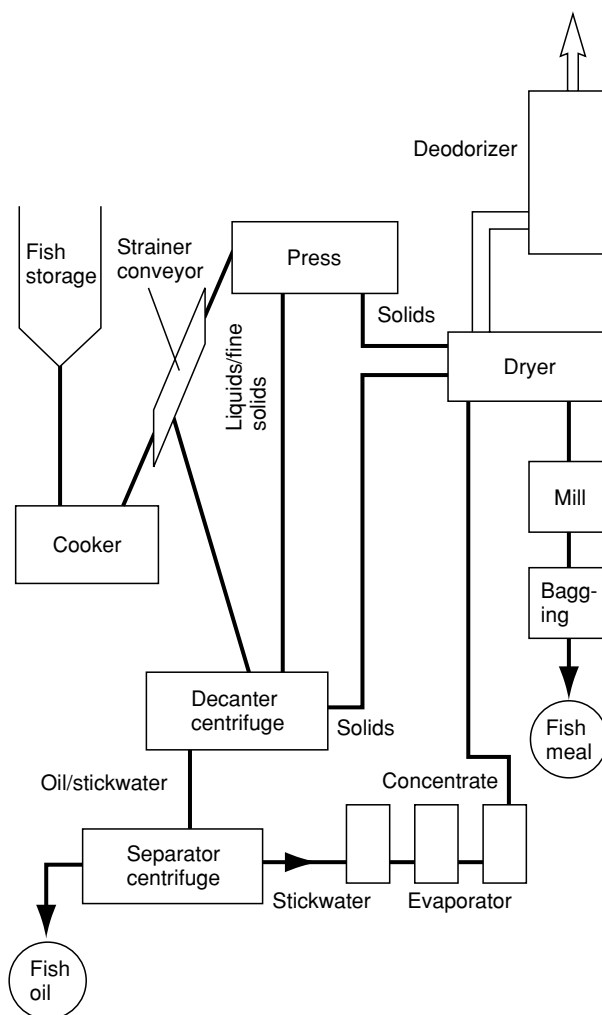 Deodorizer
Fish
storage
Strainer
conveyor
Press
Solids
Liquids/fine
solids
Dryer
Cooker
Mill
Bagg-
ing
Decanter
centrifuge
Solids
Fish
meal
Oil/stickwater
Concentrate
Separator
centrifuge
Stickwater
Evaporator
Fish
oil